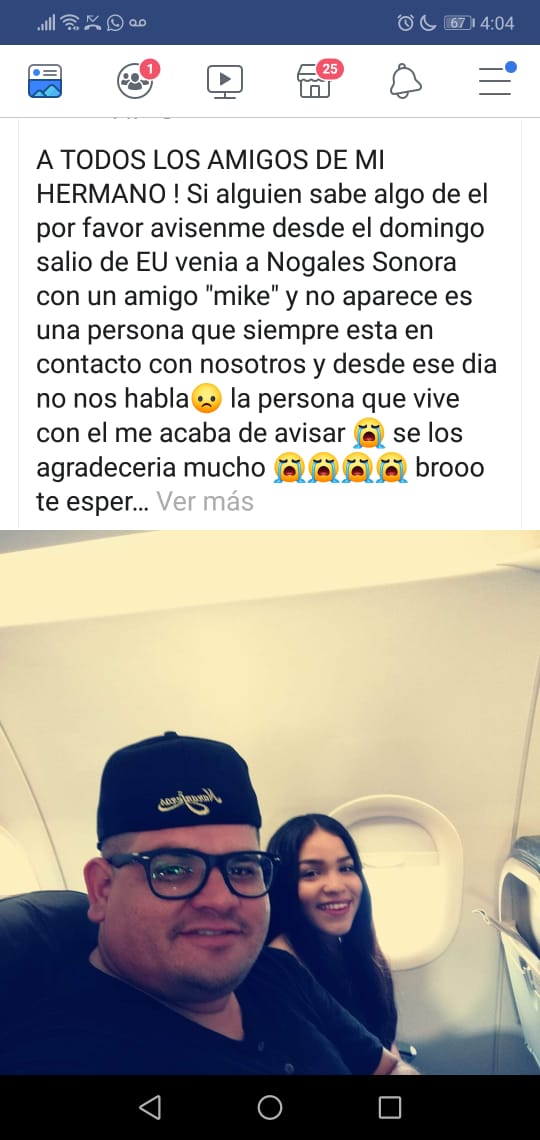 67 4:04
1
25
A TODOS LOS AMIGOS DE MI
HERMANO ! Si alguien sabe algo de el
por favor avisenme desde el domingo
salio de EU venia a Nogales Sonora
con un amigo "mike" y no aparece es
una persona que siempre esta en
contacto con nosotros y desde ese dia
no nos habla😞 la persona que vive
con el me acaba de avisar 😭 se los
agradeceria mucho 😭😭😭😭 brooo
te esper... Ver más
Naranjeros